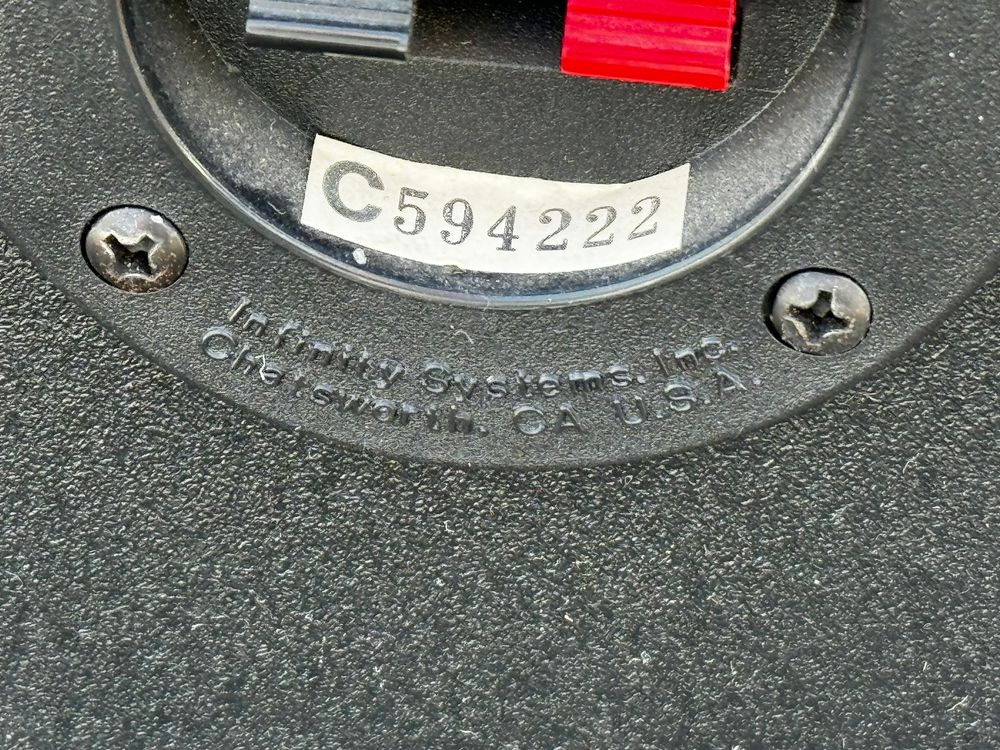 C594222
Infinity Systems, Inc.
Chatsworth, CA U.S.A.